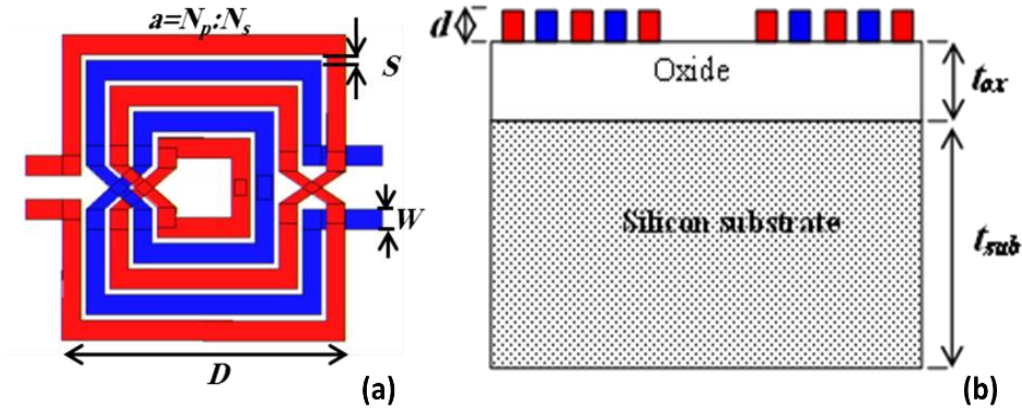 a=Np:Ns
S
W
D
(a)
d
Oxide
tox
Silicon substrate
tsub
(b)